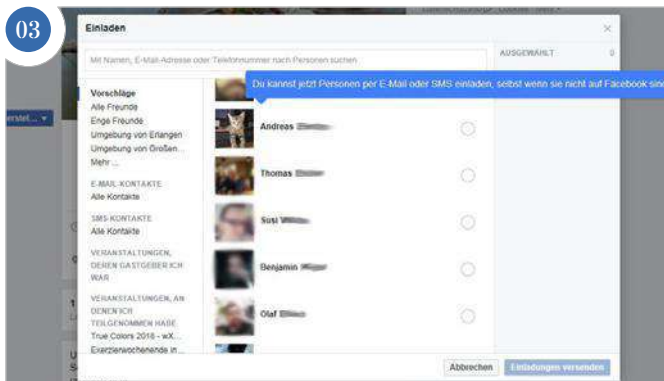 03
Einladen
Mit Namen, E-Mail-Adresse oder Telefonnummer nach Personen suchen
AUSGEWÄHLT 0
Du kannst jetzt Personen per E-Mail oder SMS einladen, selbst wenn sie nicht auf Facebook sind
erstel...
Vorschläge
Alle Freunde
Enge Freunde
Umgebung von Erlangen
Umgebung von Großen...
Mehr ...
E-MAIL-KONTAKTE
Alle Kontakte
SMS-KONTAKTE
Alle Kontakte
VERANSTALTUNGEN,
DEREN GASTGEBER ICH
WAR
VERANSTALTUNGEN, AN
DENEN ICH
TEILGENOMMEN HABE
True Colors 2016 - wX...
Exerzierwochenende in ...
Andreas
Thomas
Susi
Benjamin
Olaf
Abbrechen
Einladungen versenden